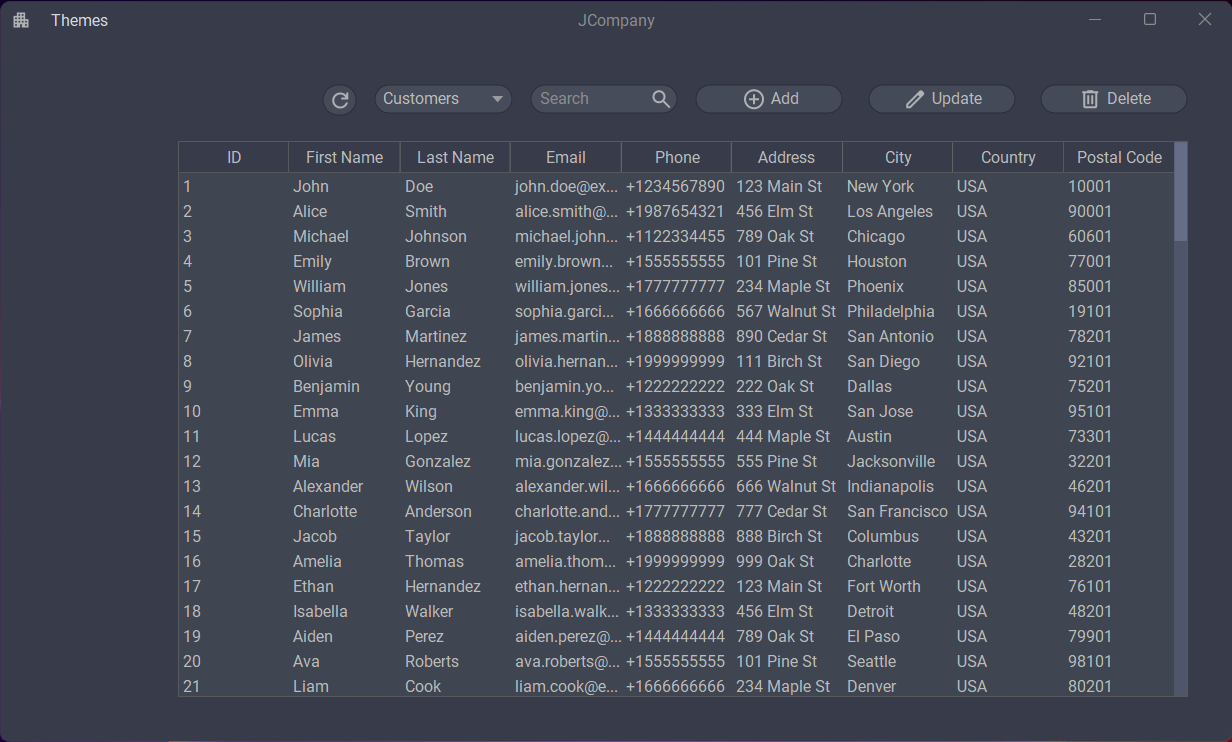 Themes JCompany
Customers Search Add Update Delete
ID First Name Last Name Email Phone Address City Country Postal Code
1 John Doe john.doe@ex... +1234567890 123 Main St New York USA 10001
2 Alice Smith alice.smith@... +1987654321 456 Elm St Los Angeles USA 90001
3 Michael Johnson michael.john... +1122334455 789 Oak St Chicago USA 60601
4 Emily Brown emily.brown... +1555555555 101 Pine St Houston USA 77001
5 William Jones william.jones... +1777777777 234 Maple St Phoenix USA 85001
6 Sophia Garcia sophia.garci... +1666666666 567 Walnut St Philadelphia USA 19101
7 James Martinez james.martin... +1888888888 890 Cedar St San Antonio USA 78201
8 Olivia Hernandez olivia.hernan... +1999999999 111 Birch St San Diego USA 92101
9 Benjamin Young benjamin.yo... +1222222222 222 Oak St Dallas USA 75201
10 Emma King emma.king@... +1333333333 333 Elm St San Jose USA 95101
11 Lucas Lopez lucas.lopez@... +1444444444 444 Maple St Austin USA 73301
12 Mia Gonzalez mia.gonzalez... +1555555555 555 Pine St Jacksonville USA 32201
13 Alexander Wilson alexander.wil... +1666666666 666 Walnut St Indianapolis USA 46201
14 Charlotte Anderson charlotte.and... +1777777777 777 Cedar St San Francisco USA 94101
15 Jacob Taylor jacob.taylor... +1888888888 888 Birch St Columbus USA 43201
16 Amelia Thomas amelia.thom... +1999999999 999 Oak St Charlotte USA 28201
17 Ethan Hernandez ethan.hernan... +1222222222 123 Main St Fort Worth USA 76101
18 Isabella Walker isabella.walk... +1333333333 456 Elm St Detroit USA 48201
19 Aiden Perez aiden.perez@... +1444444444 789 Oak St El Paso USA 79901
20 Ava Roberts ava.roberts@... +1555555555 101 Pine St Seattle USA 98101
21 Liam Cook liam.cook@e... +1666666666 234 Maple St Denver USA 80201